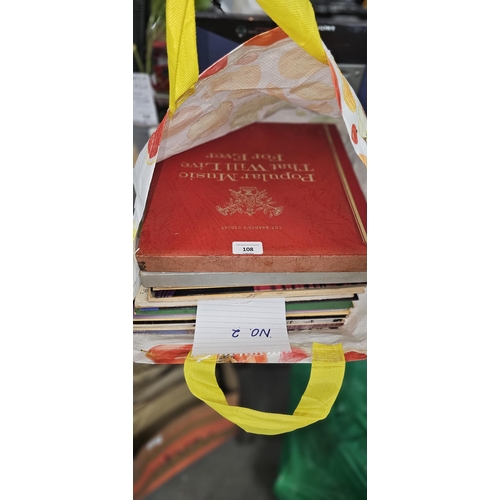 Popular Music
That Will Live
For Ever
108
NO. 2